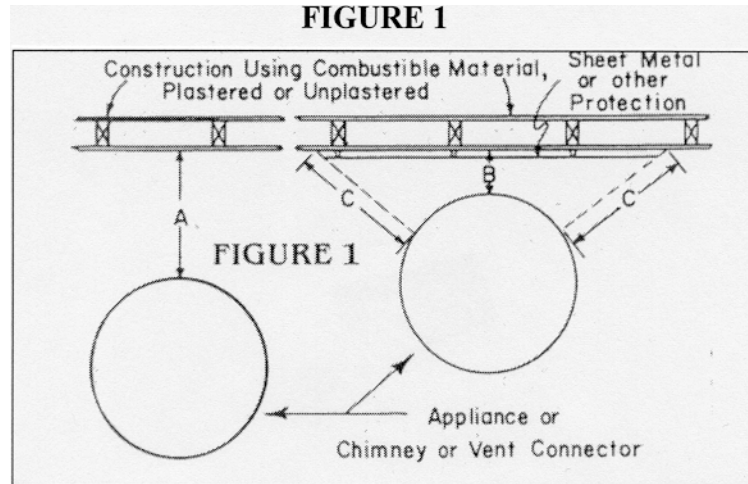 FIGURE 1
Construction Using Combustible Material,
Plastered or Unplastered
Sheet Metal
or other
Protection
A
B
C
C
FIGURE 1
Appliance or
Chimney or Vent Connector